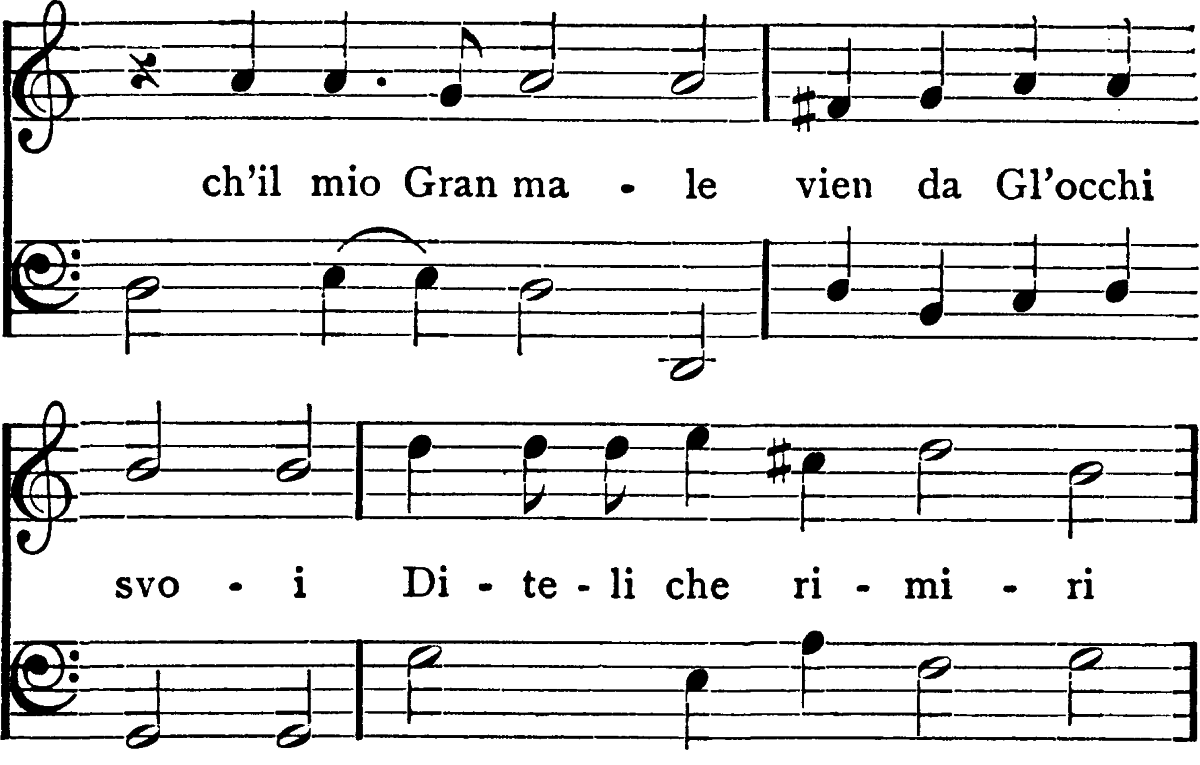 ch'il mio Gran ma - le vien da Gl'occhi
svo - i Di - te - li che ri - mi - ri